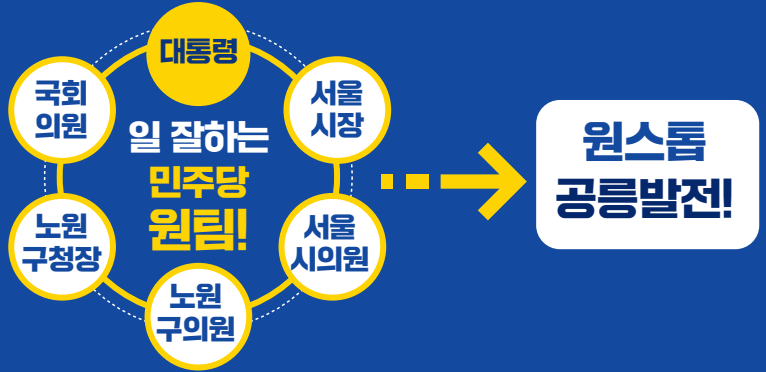 대통령
국회
의원
서울
시장
일 잘하는
민주당
원팀!
노원
구청장
서울
시의원
노원
구의원
원스톱
공릉발전!